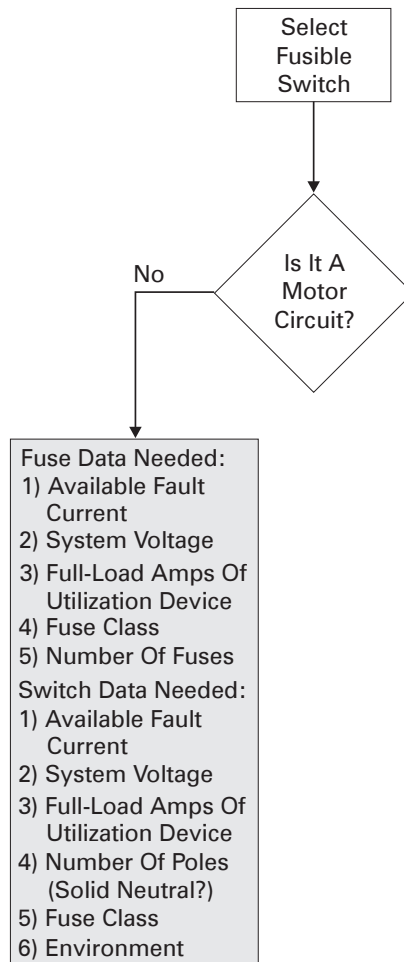 Select
Fusible
Switch
Is It A
Motor
Circuit?
No
Fuse Data Needed:
1) Available Fault
Current
2) System Voltage
3) Full-Load Amps Of
Utilization Device
4) Fuse Class
5) Number Of Fuses
Switch Data Needed:
1) Available Fault
Current
2) System Voltage
3) Full-Load Amps Of
Utilization Device
4) Number Of Poles
(Solid Neutral?)
5) Fuse Class
6) Environment